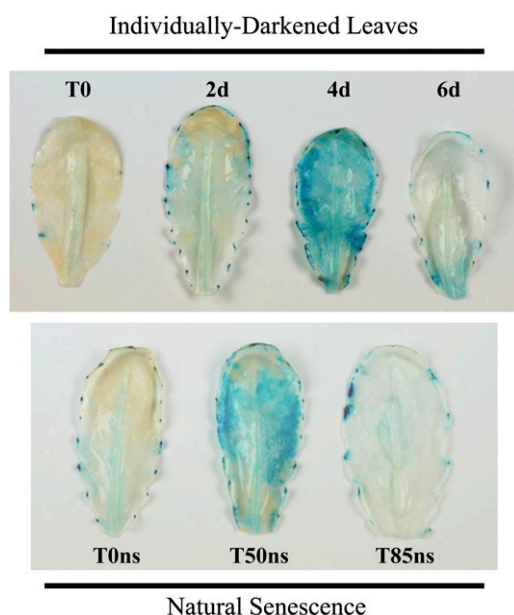 Individually-Darkened Leaves
T0 2d 4d 6d
T0ns T50ns T85ns
Natural Senescence